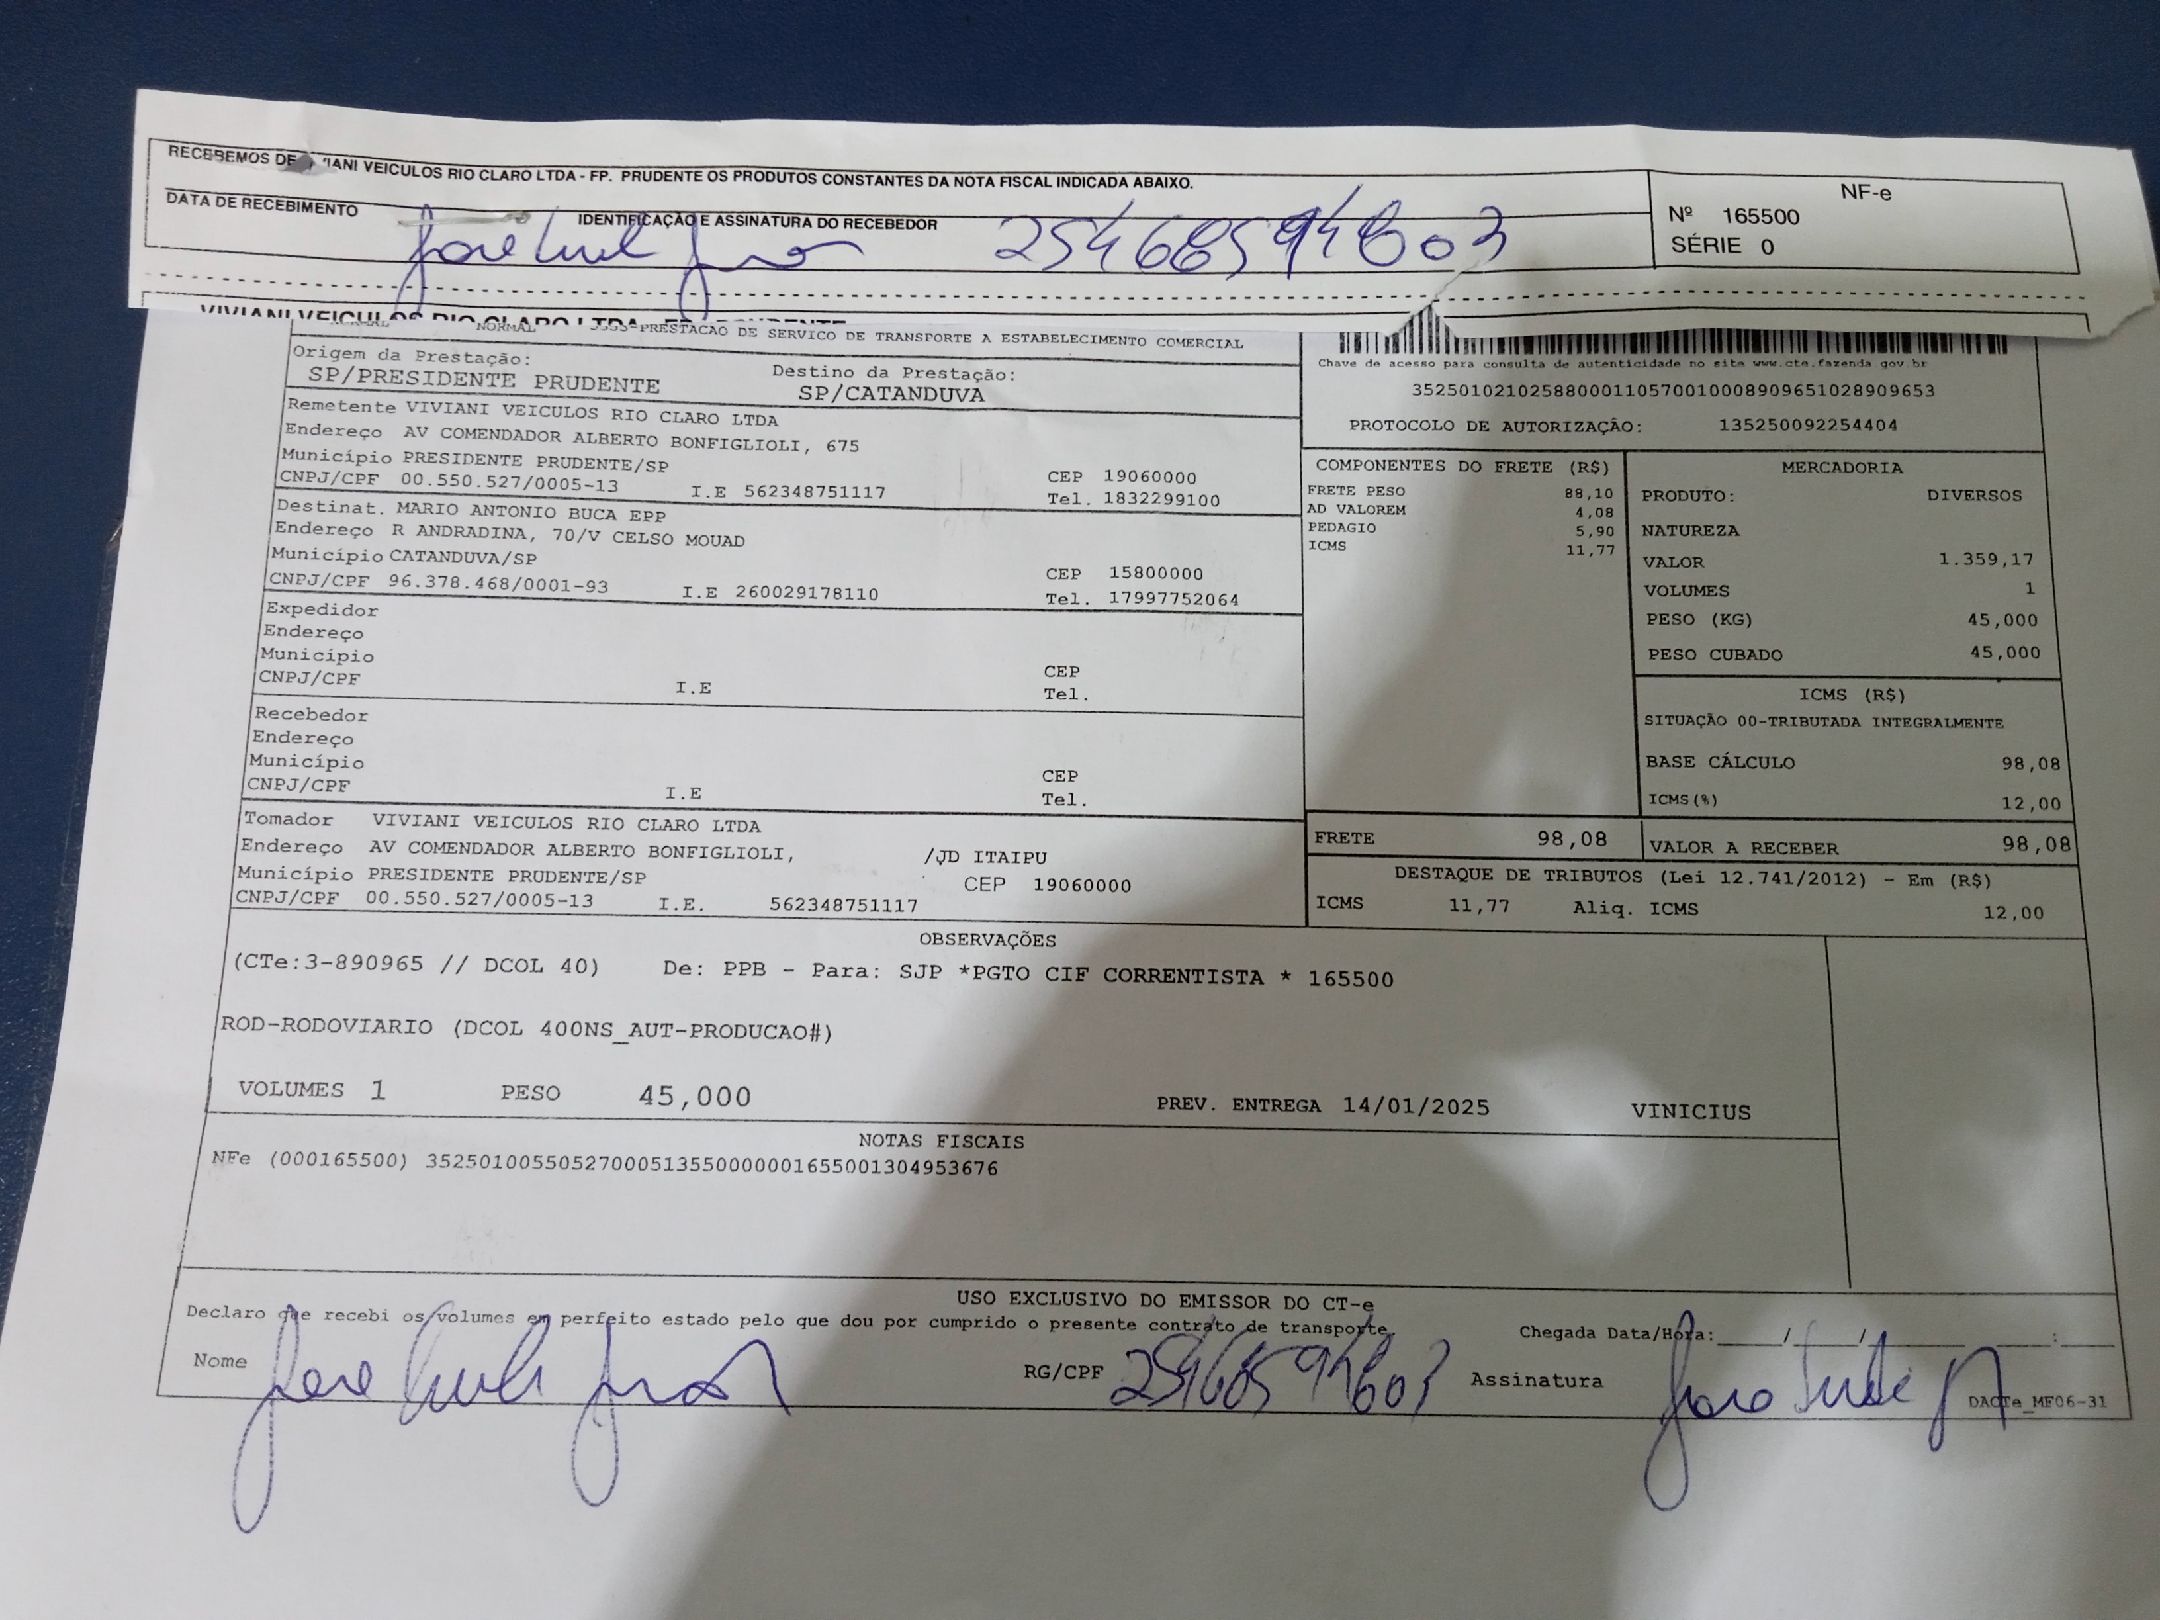 RECEBEMOS DE VIANI VEICULOS RIO CLARO LTDA - FP. PRUDENTE OS PRODUTOS CONSTANTES DA NOTA FISCAL INDICADA ABAIXO.
DATA DE RECEBIMENTO
IDENTIFICAÇÃO E ASSINATURA DO RECEBEDOR
25468594803
NF-e
Nº 165500
SÉRIE 0
VIVIANI VEICULOS RIO CLARO LTDA
NORMAL NORMAL PRESTACAO DE SERVICO DE TRANSPORTE A ESTABELECIMENTO COMERCIAL
Origem da Prestação: Destino da Prestação:
SP/PRESIDENTE PRUDENTE SP/CATANDUVA
Remetente VIVIANI VEICULOS RIO CLARO LTDA
Endereço AV COMENDADOR ALBERTO BONFIGLIOLI, 675
Município PRESIDENTE PRUDENTE/SP CEP 19060000
CNPJ/CPF 00.550.527/0005-13 I.E 562348751117 Tel. 1832299100
Destinat. MARIO ANTONIO BUCA EPP
Endereço R ANDRADINA, 70/V CELSO MOUAD
Município CATANDUVA/SP CEP 15800000
CNPJ/CPF 96.378.468/0001-93 I.E 260029178110 Tel. 17997752064
Expedidor
Endereço
Município CEP
CNPJ/CPF I.E Tel.
Recebedor
Endereço
Município CEP
CNPJ/CPF I.E Tel.
Tomador VIVIANI VEICULOS RIO CLARO LTDA
Endereço AV COMENDADOR ALBERTO BONFIGLIOLI, /JD ITAIPU
Município PRESIDENTE PRUDENTE/SP CEP 19060000
CNPJ/CPF 00.550.527/0005-13 I.E. 562348751117
Chave de acesso para consulta de autenticidade no site www.cte.fazenda.gov.br
35250102102588000110570010008909651028909653
PROTOCOLO DE AUTORIZAÇÃO: 135250092254404
COMPONENTES DO FRETE (R$)
FRETE PESO 88,10
AD VALOREM 4,08
PEDAGIO 5,90
ICMS 11,77
MERCADORIA
PRODUTO: DIVERSOS
NATUREZA
VALOR 1.359,17
VOLUMES 1
PESO (KG) 45,000
PESO CUBADO 45,000
ICMS (R$)
SITUAÇÃO 00-TRIBUTADA INTEGRALMENTE
BASE CÁLCULO 98,08
ICMS(%) 12,00
FRETE 98,08 VALOR A RECEBER 98,08
DESTAQUE DE TRIBUTOS (Lei 12.741/2012) - Em (R$)
ICMS 11,77 Aliq. ICMS 12,00
OBSERVAÇÕES
(CTe:3-890965 // DCOL 40) De: PPB - Para: SJP *PGTO CIF CORRENTISTA * 165500
ROD-RODOVIARIO (DCOL 400NS_AUT-PRODUCAO#)
VOLUMES 1 PESO 45,000 PREV. ENTREGA 14/01/2025 VINICIUS
NOTAS FISCAIS
NFe (000165500) 35250100550527000513550000001655001304953676
USO EXCLUSIVO DO EMISSOR DO CT-e
Declaro que recebi os volumes em perfeito estado pelo que dou por cumprido o presente contrato de transporte. Chegada Data/Hora: / / :
Nome RG/CPF 25468594803 Assinatura
DACTe_MF06-31